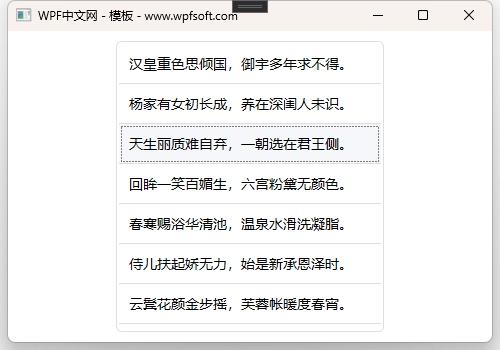 WPF中文网 - 模板 - www.wpfsoft.com
汉皇重色思倾国，御宇多年求不得。
杨家有女初长成，养在深闺人未识。
天生丽质难自弃，一朝选在君王侧。
回眸一笑百媚生，六宫粉黛无颜色。
春寒赐浴华清池，温泉水滑洗凝脂。
侍儿扶起娇无力，始是新承恩泽时。
云鬓花颜金步摇，芙蓉帐暖度春宵。